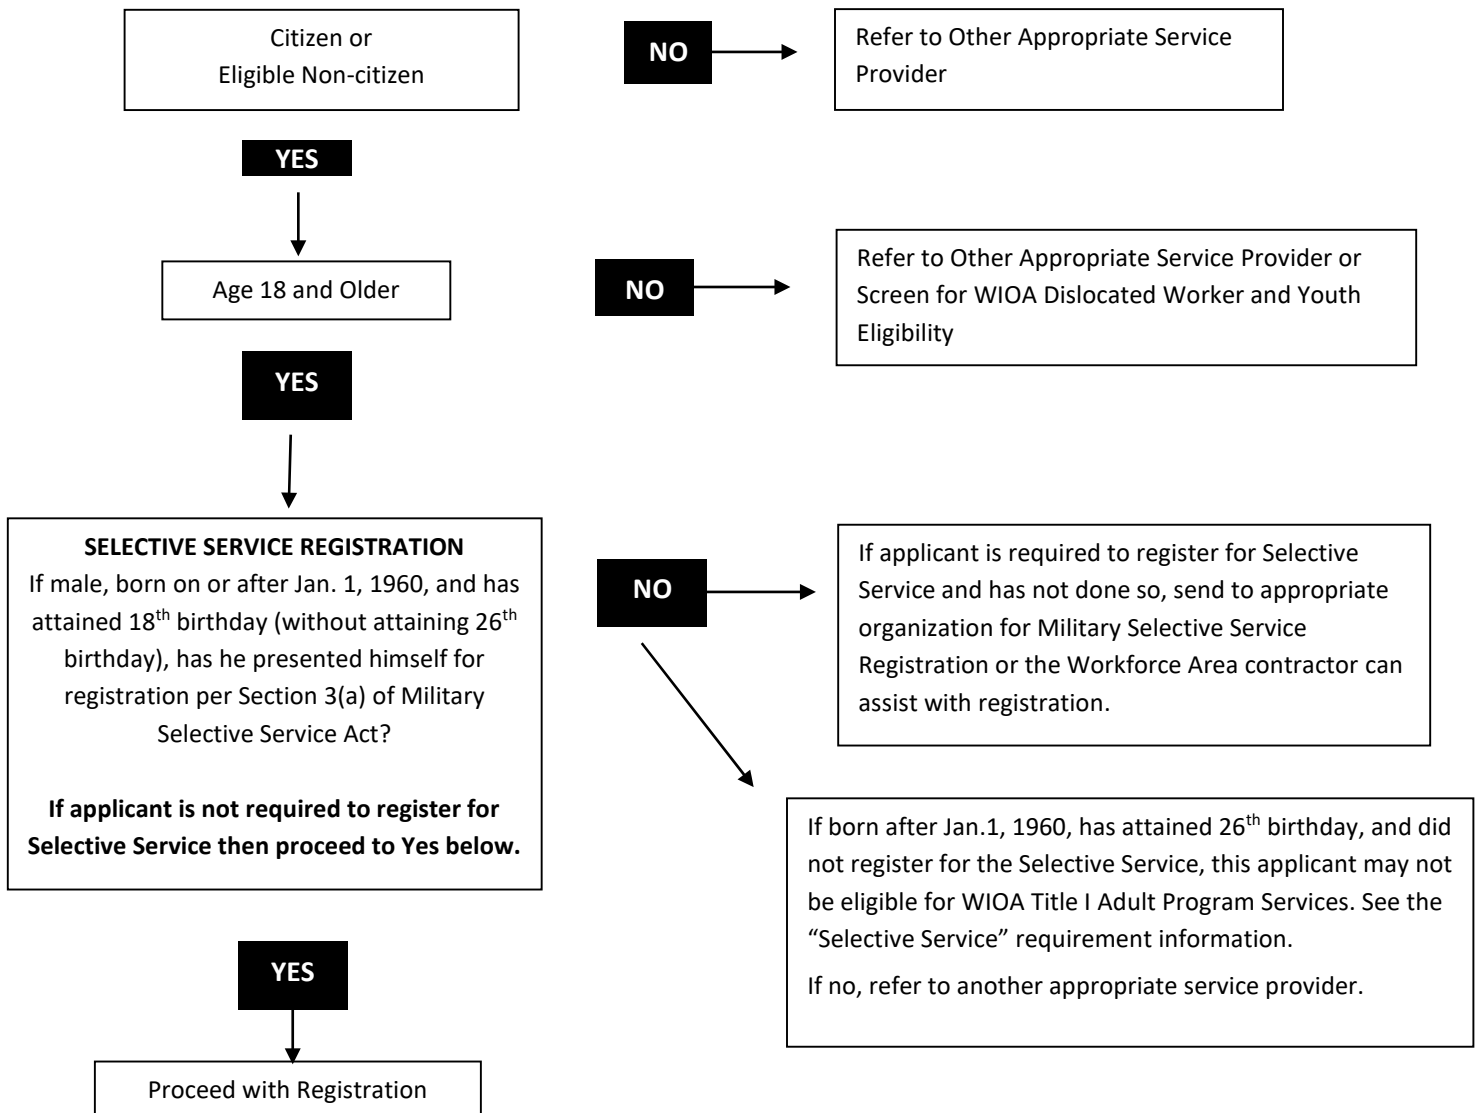 Citizen or
Eligible Non-citizen
NO
Refer to Other Appropriate Service
Provider
YES
Age 18 and Older
NO
Refer to Other Appropriate Service Provider or
Screen for WIOA Dislocated Worker and Youth
Eligibility
YES
SELECTIVE SERVICE REGISTRATION
If male, born on or after Jan. 1, 1960, and has
attained 18th birthday (without attaining 26th
birthday), has he presented himself for
registration per Section 3(a) of Military
Selective Service Act?
If applicant is not required to register for
Selective Service then proceed to Yes below.
NO
If applicant is required to register for Selective
Service and has not done so, send to appropriate
organization for Military Selective Service
Registration or the Workforce Area contractor can
assist with registration.
If born after Jan.1, 1960, has attained 26th birthday, and did
not register for the Selective Service, this applicant may not
be eligible for WIOA Title I Adult Program Services. See the
“Selective Service” requirement information.
If no, refer to another appropriate service provider.
YES
Proceed with Registration